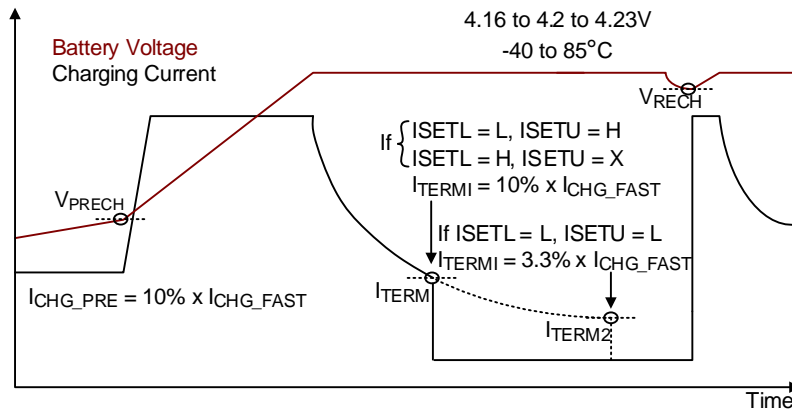 4.16 to 4.2 to 4.23V
-40 to 85°C
Battery Voltage
Charging Current
VRECH
If { ISETL = L, ISETU = H
ISETL = H, ISETU = X
ITERMI = 10% x ICHG_FAST
VPRECH
If ISETL = L, ISETU = L
ITERMI = 3.3% x ICHG_FAST
ICHG_PRE = 10% x ICHG_FAST
ITERM
ITERM2
Time